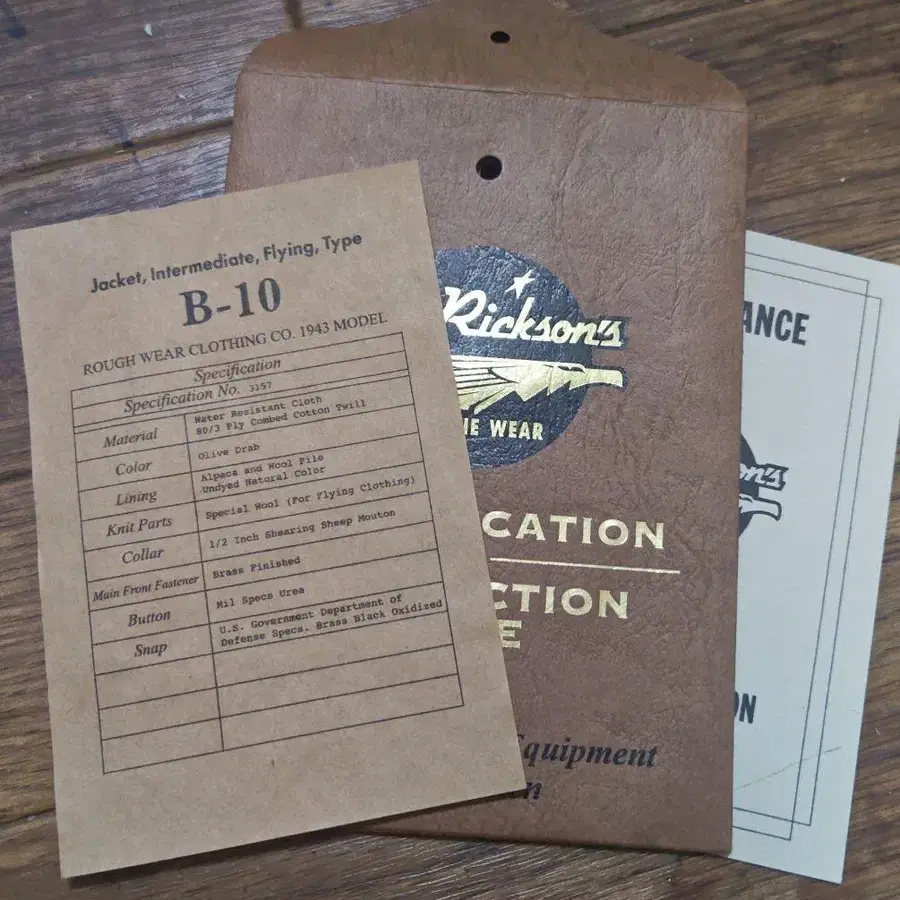 Jacket, Intermediate, Flying, Type
B-10
ROUGH WEAR CLOTHING CO. 1943 MODEL
Specification
Specification No. 3157
Material Water Resistant Cloth
80/3 Ply Combed Cotton Twill
Color Olive Drab
Lining Alpaca and Wool Pile
Undyed Natural Color
Knit Parts Special Wool (For Flying Clothing)
Collar 1/2 Inch Shearing Sheep Mouton
Main Front Fastener Brass Finished
Button Mil Specs Urea
Snap U.S. Government Department of
Defense Specs. Brass Black Oxidized
Rickson's
WEAR
CATION
CTION
E
Equipment
n
ANCE
on's
ON